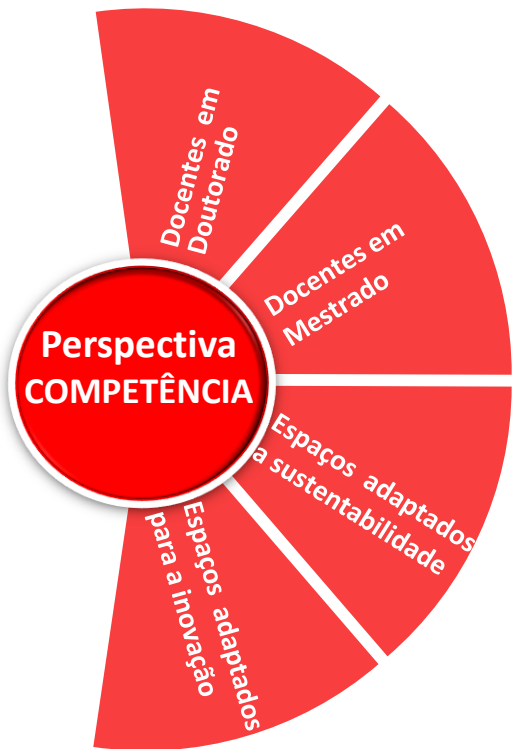 Docentes em
Doutorado
Docentes em
Mestrado
Perspectiva
COMPETÊNCIA
Espaços adaptados
a sustentabilidade
Espaços adaptados
para a inovação